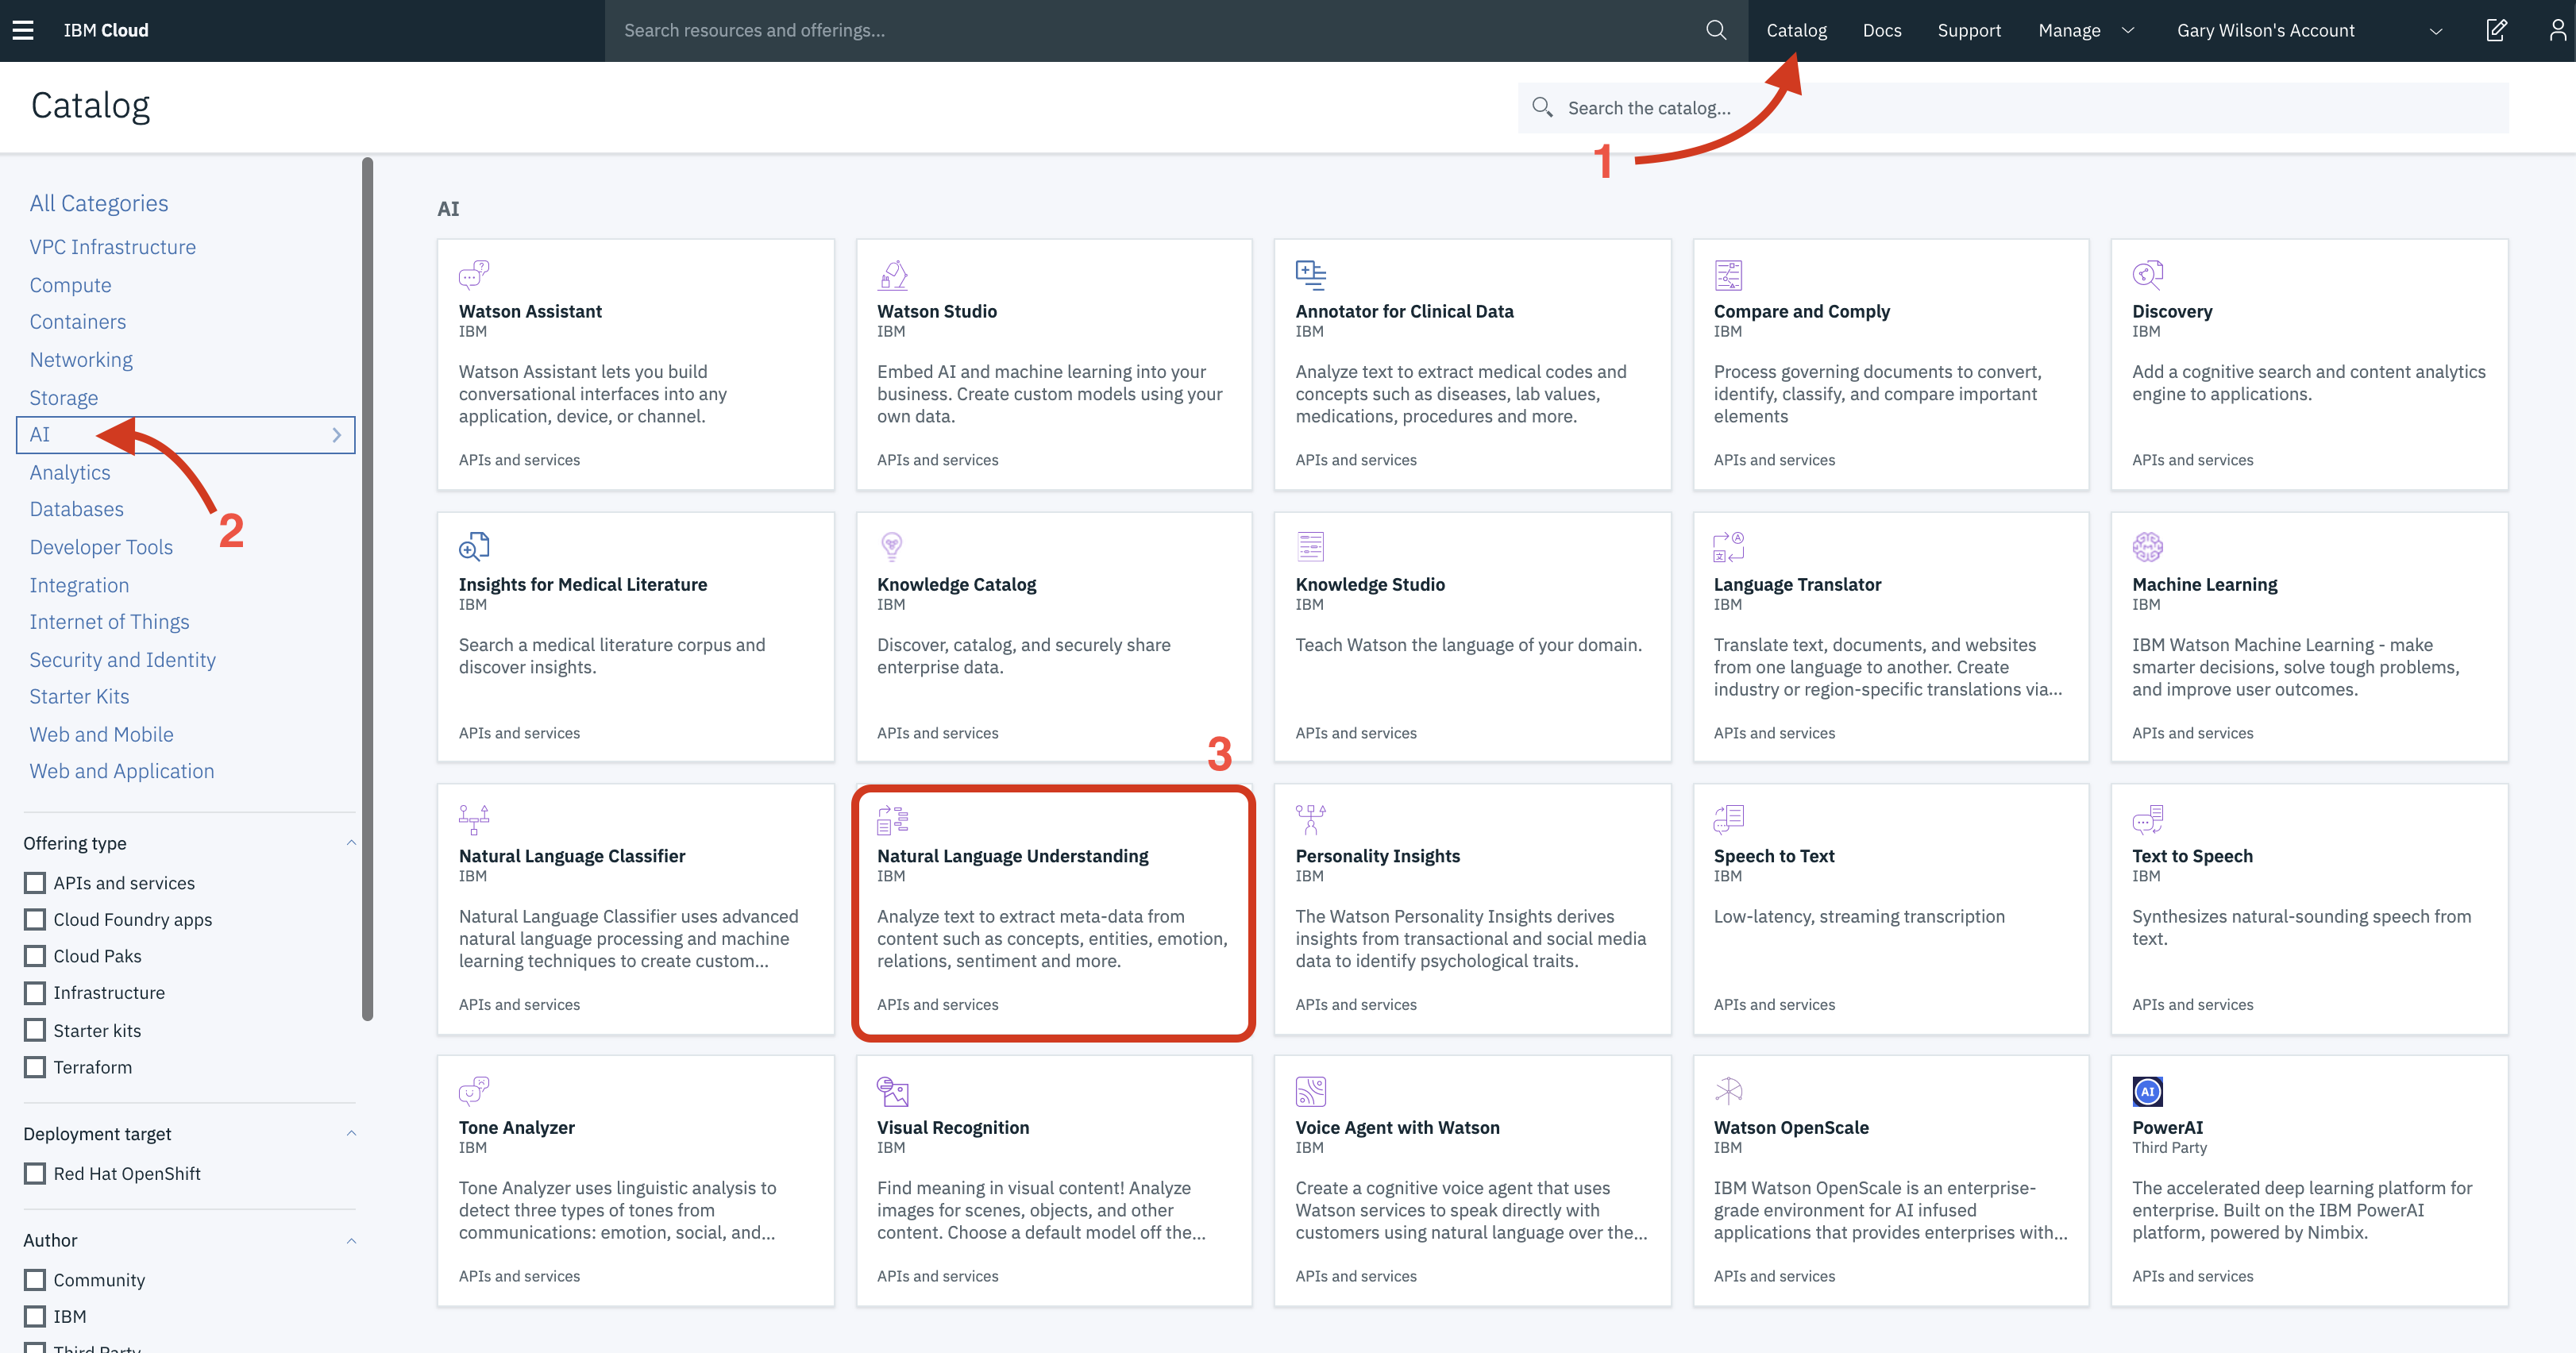 IBM Cloud
Search resources and offerings...
Catalog
Docs
Support
Manage
Gary Wilson's Account
Catalog
Search the catalog...
1
All Categories
VPC Infrastructure
Compute
Containers
Networking
Storage
AI
Analytics
Databases
Developer Tools
Integration
Internet of Things
Security and Identity
Starter Kits
Web and Mobile
Web and Application
2
Offering type
APIs and services
Cloud Foundry apps
Cloud Paks
Infrastructure
Starter kits
Terraform
Deployment target
Red Hat OpenShift
Author
Community
IBM
Third Party
AI
Watson Assistant
IBM
Watson Assistant lets you build
conversational interfaces into any
application, device, or channel.
APIs and services
Watson Studio
IBM
Embed AI and machine learning into your
business. Create custom models using your
own data.
APIs and services
Annotator for Clinical Data
IBM
Analyze text to extract medical codes and
concepts such as diseases, lab values,
medications, procedures and more.
APIs and services
Compare and Comply
IBM
Process governing documents to convert,
identify, classify, and compare important
elements
APIs and services
Discovery
IBM
Add a cognitive search and content analytics
engine to applications.
APIs and services
Insights for Medical Literature
IBM
Search a medical literature corpus and
discover insights.
APIs and services
Knowledge Catalog
IBM
Discover, catalog, and securely share
enterprise data.
APIs and services
Knowledge Studio
IBM
Teach Watson the language of your domain.
APIs and services
Language Translator
IBM
Translate text, documents, and websites
from one language to another. Create
industry or region-specific translations via...
APIs and services
Machine Learning
IBM
IBM Watson Machine Learning - make
smarter decisions, solve tough problems,
and improve user outcomes.
APIs and services
3
Natural Language Classifier
IBM
Natural Language Classifier uses advanced
natural language processing and machine
learning techniques to create custom...
APIs and services
Natural Language Understanding
IBM
Analyze text to extract meta-data from
content such as concepts, entities, emotion,
relations, sentiment and more.
APIs and services
Personality Insights
IBM
The Watson Personality Insights derives
insights from transactional and social media
data to identify psychological traits.
APIs and services
Speech to Text
IBM
Low-latency, streaming transcription
APIs and services
Text to Speech
IBM
Synthesizes natural-sounding speech from
text.
APIs and services
Tone Analyzer
IBM
Tone Analyzer uses linguistic analysis to
detect three types of tones from
communications: emotion, social, and...
APIs and services
Visual Recognition
IBM
Find meaning in visual content! Analyze
images for scenes, objects, and other
content. Choose a default model off the...
APIs and services
Voice Agent with Watson
IBM
Create a cognitive voice agent that uses
Watson services to speak directly with
customers using natural language over the...
APIs and services
Watson OpenScale
IBM
IBM Watson OpenScale is an enterprise-
grade environment for AI infused
applications that provides enterprises with...
APIs and services
AI
PowerAI
Third Party
The accelerated deep learning platform for
enterprise. Built on the IBM PowerAI
platform, powered by Nimbix.
APIs and services